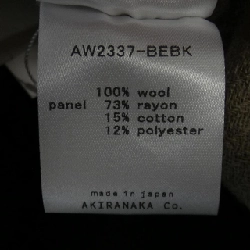 AW2337-BEBK
100% wool
panel 73% rayon
15% cotton
12% polyester
made in japan
AKIRANAKA Co.